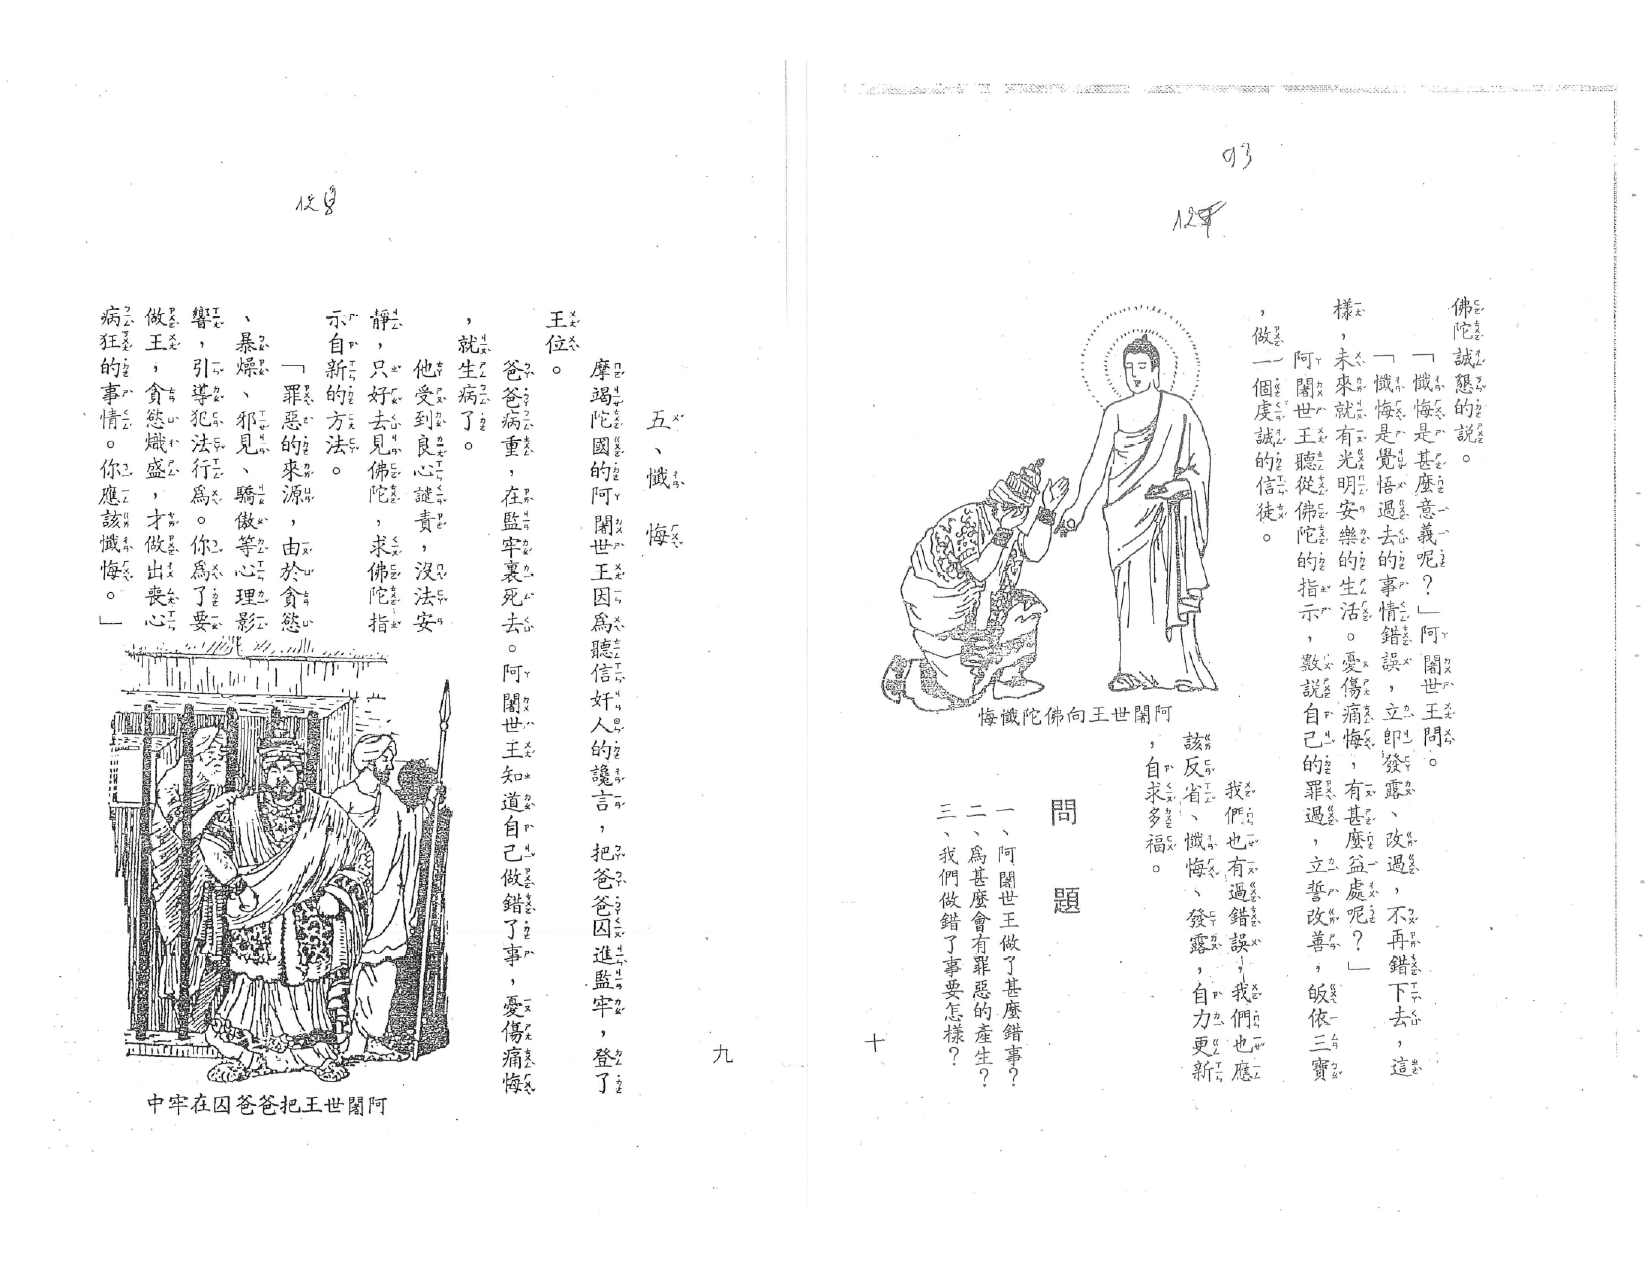 128
五、懺悔
摩竭陀國的阿闍世王因爲聽信奸人的讒言，把爸爸囚進監牢，登了
王位。
爸爸病重，在監牢裏死去。阿闍世王知道自己做錯了事，憂傷痛悔
，就生病了。
他受到良心譴責，沒法安
靜，只好去見佛陀，求佛陀指
示自新的方法。
「罪惡的來源，由於貪慾
、暴燥、邪見、驕傲等心理影
響，引導犯法行爲。你爲了要
做王，貪慾熾盛，才做出喪心
病狂的事情。你應該懺悔。」
阿闍世王把爸爸囚在牢中
九
93
佛陀誠懇的說。
「懺悔是甚麼意義呢？」阿闍世王問。
「懺悔是覺悟過去的事情錯誤，立卽發露、改過，不再錯下去，這
樣，未來就有光明安樂的生活。憂傷痛悔，有甚麼益處呢？」
阿闍世王聽從佛陀的指示，數說自己的罪過，立誓改善，皈依三寶
，做一個虔誠的信徒。
阿闍世王向佛陀懺悔
我們也有過錯誤，我們也應
該反省、懺悔、發露，自力更新
，自求多福。
問題
一、阿闍世王做了甚麼錯事？
二、爲甚麼會有罪惡的產生？
三、我們做錯了事要怎樣？
十